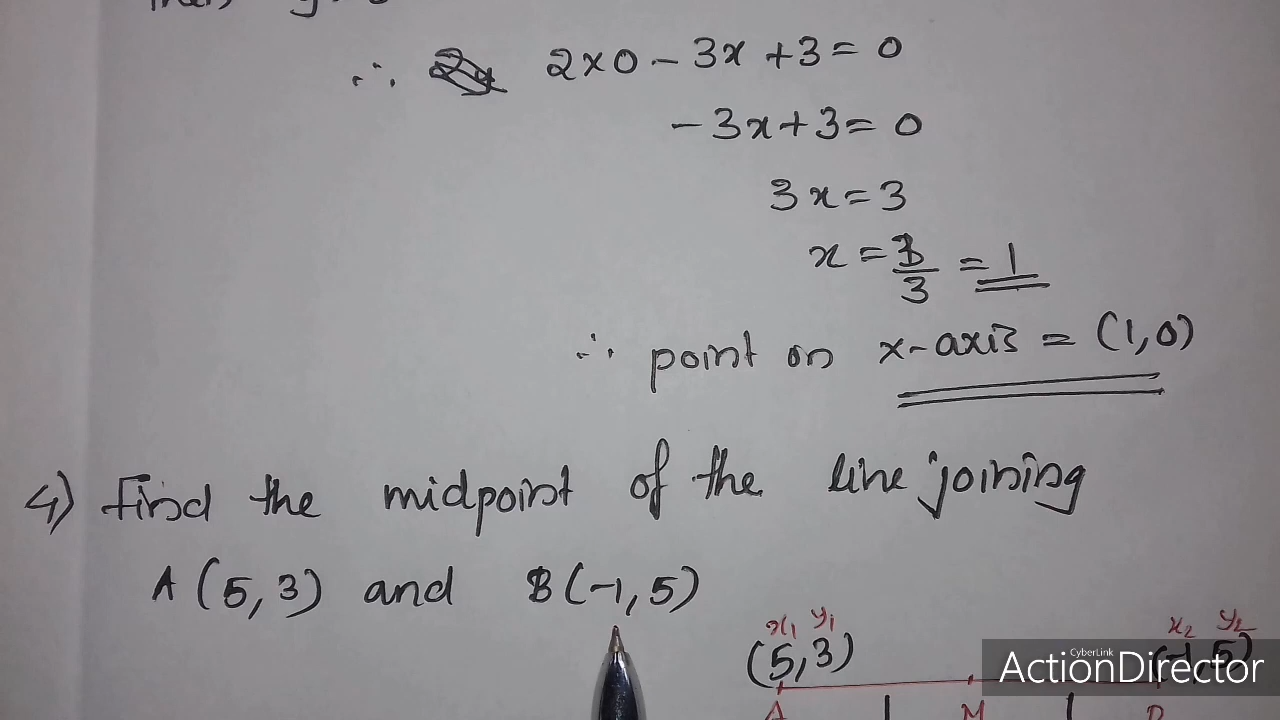 ∴ 2×0 - 3x + 3 = 0
-3x + 3 = 0
3x = 3
x = 3/3 = 1
∴ point on x-axis = (1,0)
4) Find the midpoint of the line joining
A (5,3) and B(-1,5)
x₁ y₁ x₂ y₂
(5,3) (-1,5)
A M
CyberLink
ActionDirector